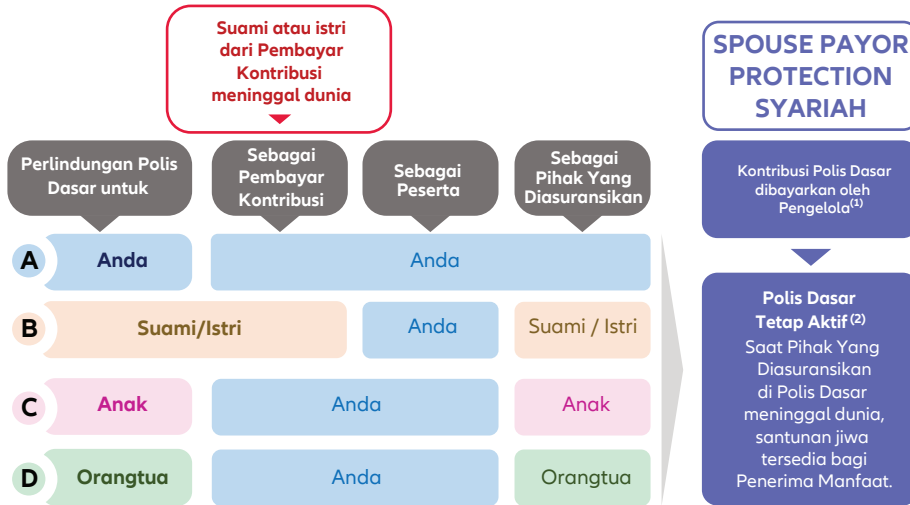 Suami atau istri
dari Pembayar
Kontribusi
meninggal dunia
SPOUSE PAYOR
PROTECTION
SYARIAH
Perlindungan Polis
Dasar untuk
Sebagai
Pembayar
Kontribusi
Sebagai
Peserta
Sebagai
Pihak Yang
Diasuransikan
Kontribusi Polis Dasar
dibayarkan oleh
Pengelola(1)
A Anda Anda
B Suami/Istri Anda Suami / Istri
C Anak Anda Anak
D Orangtua Anda Orangtua
Polis Dasar
Tetap Aktif (2)
Saat Pihak Yang
Diasuransikan
di Polis Dasar
meninggal dunia,
santunan jiwa
tersedia bagi
Penerima Manfaat.